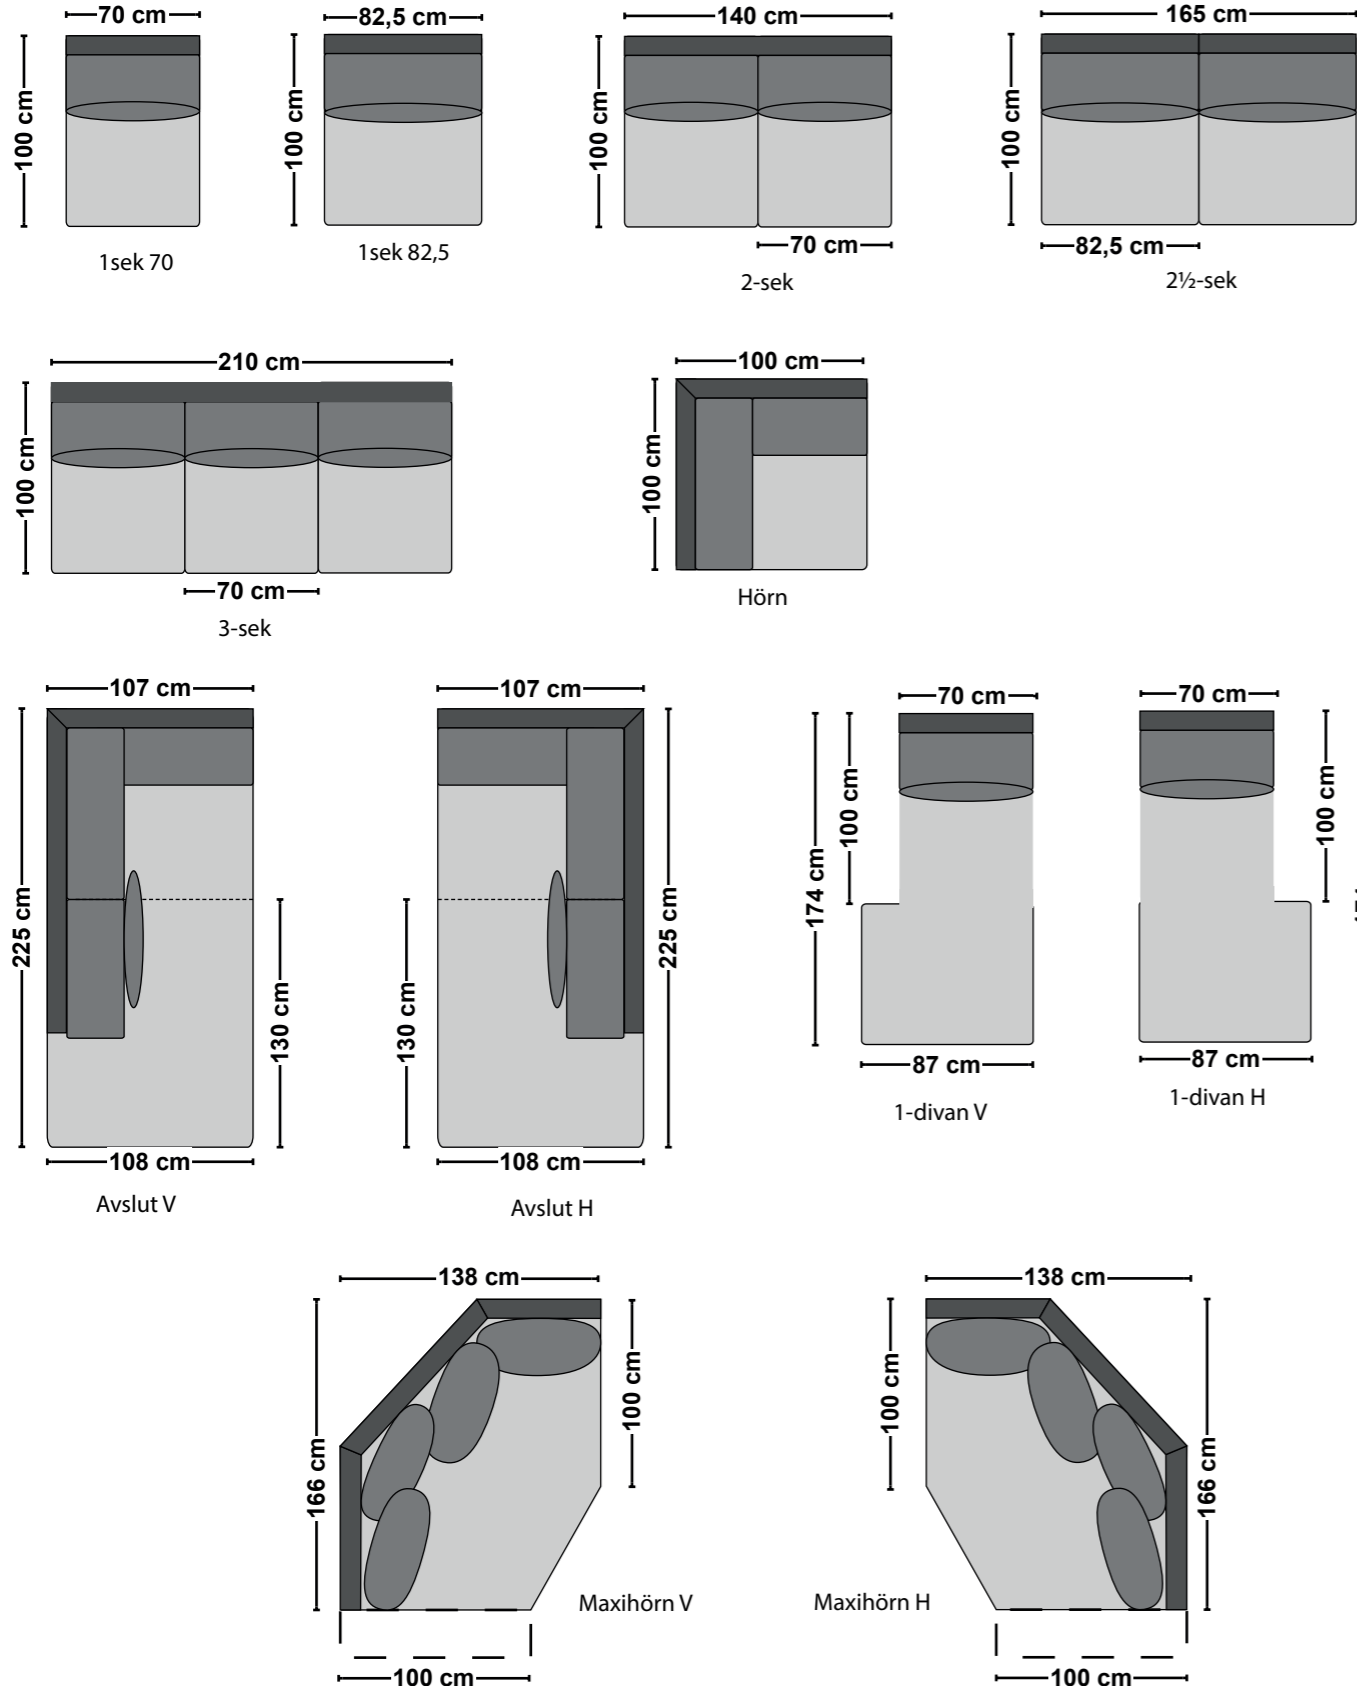 70 cm
82,5 cm
140 cm
165 cm
100 cm
100 cm
100 cm
100 cm
1sek 70
1sek 82,5
70 cm
2-sek
82,5 cm
2½-sek
210 cm
100 cm
100 cm
100 cm
70 cm
3-sek
Hörn
107 cm
107 cm
70 cm
70 cm
225 cm
130 cm
130 cm
225 cm
174 cm
100 cm
100 cm
108 cm
108 cm
87 cm
87 cm
Avslut V
Avslut H
1-divan V
1-divan H
138 cm
138 cm
166 cm
100 cm
100 cm
166 cm
Maxihörn V
Maxihörn H
100 cm
100 cm